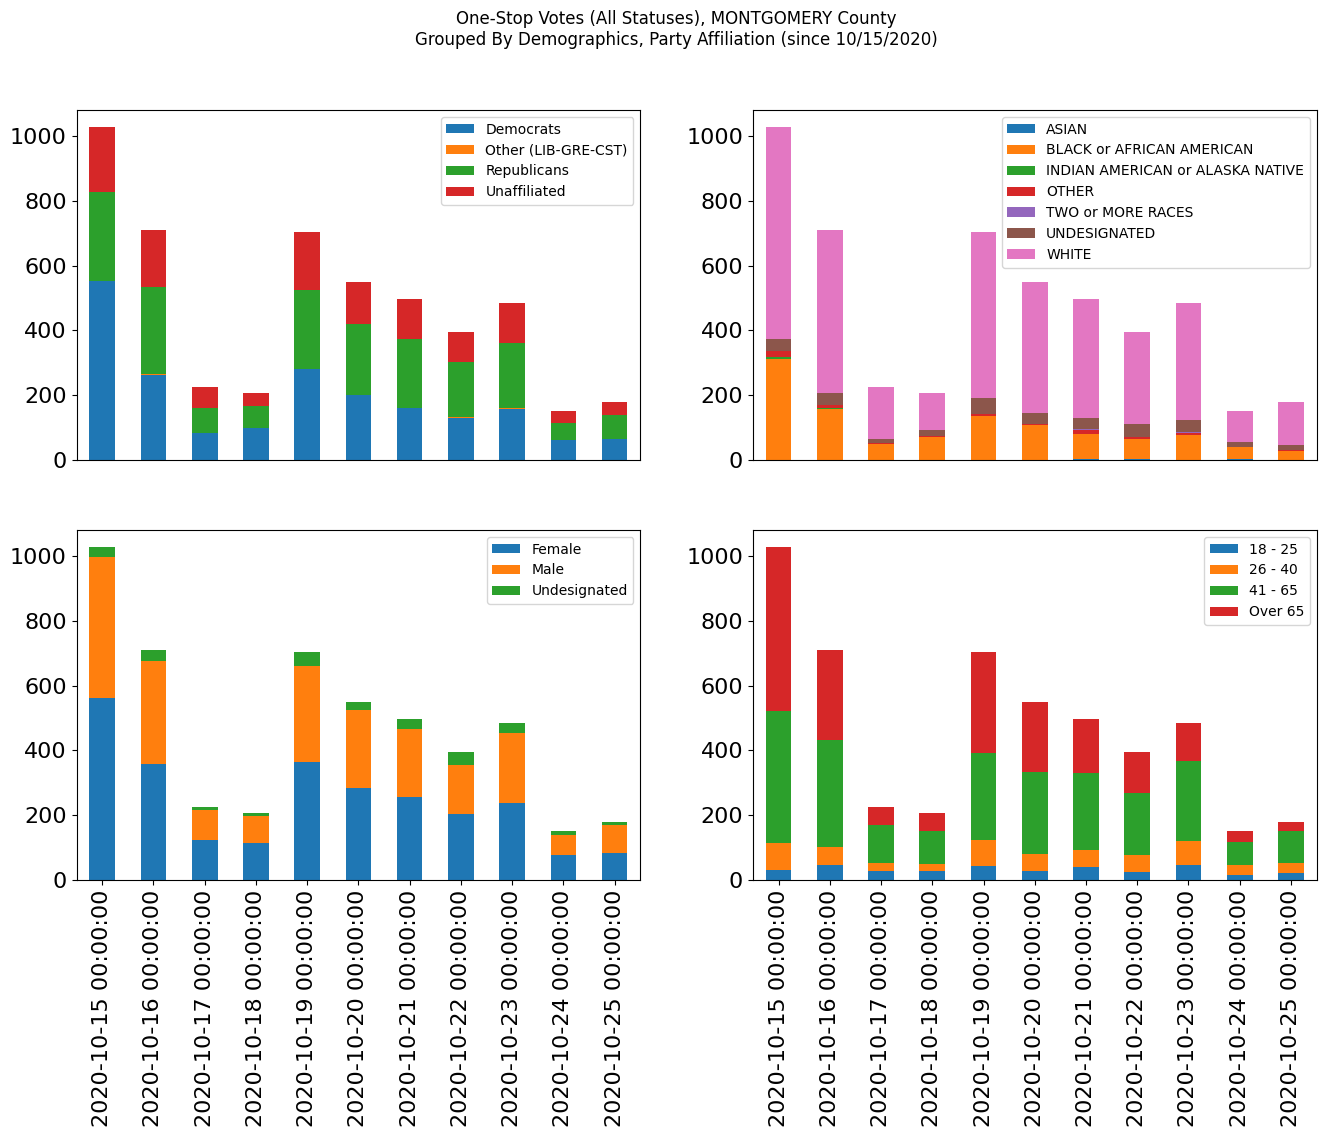 One-Stop Votes (All Statuses), MONTGOMERY County
Grouped By Demographics, Party Affiliation (since 10/15/2020)
1000
800
600
400
200
0
Democrats
Other (LIB-GRE-CST)
Republicans
Unaffiliated
1000
800
600
400
200
0
ASIAN
BLACK or AFRICAN AMERICAN
INDIAN AMERICAN or ALASKA NATIVE
OTHER
TWO or MORE RACES
UNDESIGNATED
WHITE
1000
800
600
400
200
0
Female
Male
Undesignated
2020-10-15 00:00:00
2020-10-16 00:00:00
2020-10-17 00:00:00
2020-10-18 00:00:00
2020-10-19 00:00:00
2020-10-20 00:00:00
2020-10-21 00:00:00
2020-10-22 00:00:00
2020-10-23 00:00:00
2020-10-24 00:00:00
2020-10-25 00:00:00
1000
800
600
400
200
0
18 - 25
26 - 40
41 - 65
Over 65
2020-10-15 00:00:00
2020-10-16 00:00:00
2020-10-17 00:00:00
2020-10-18 00:00:00
2020-10-19 00:00:00
2020-10-20 00:00:00
2020-10-21 00:00:00
2020-10-22 00:00:00
2020-10-23 00:00:00
2020-10-24 00:00:00
2020-10-25 00:00:00